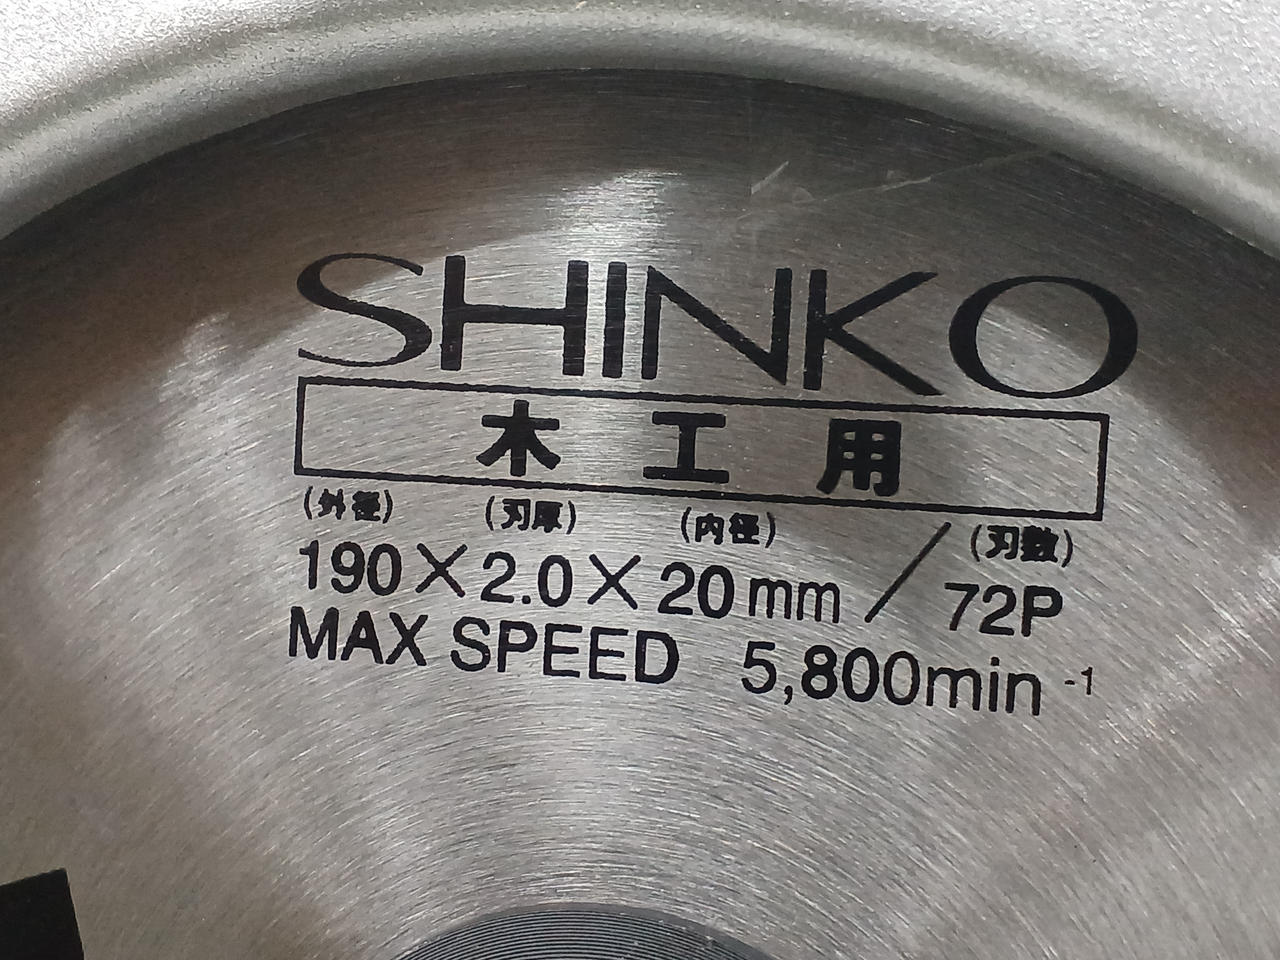 SHINKO
木工用
(外径) (刃厚) (内径) (刃数)
190×2.0×20mm/72P
MAX SPEED 5,800min⁻¹